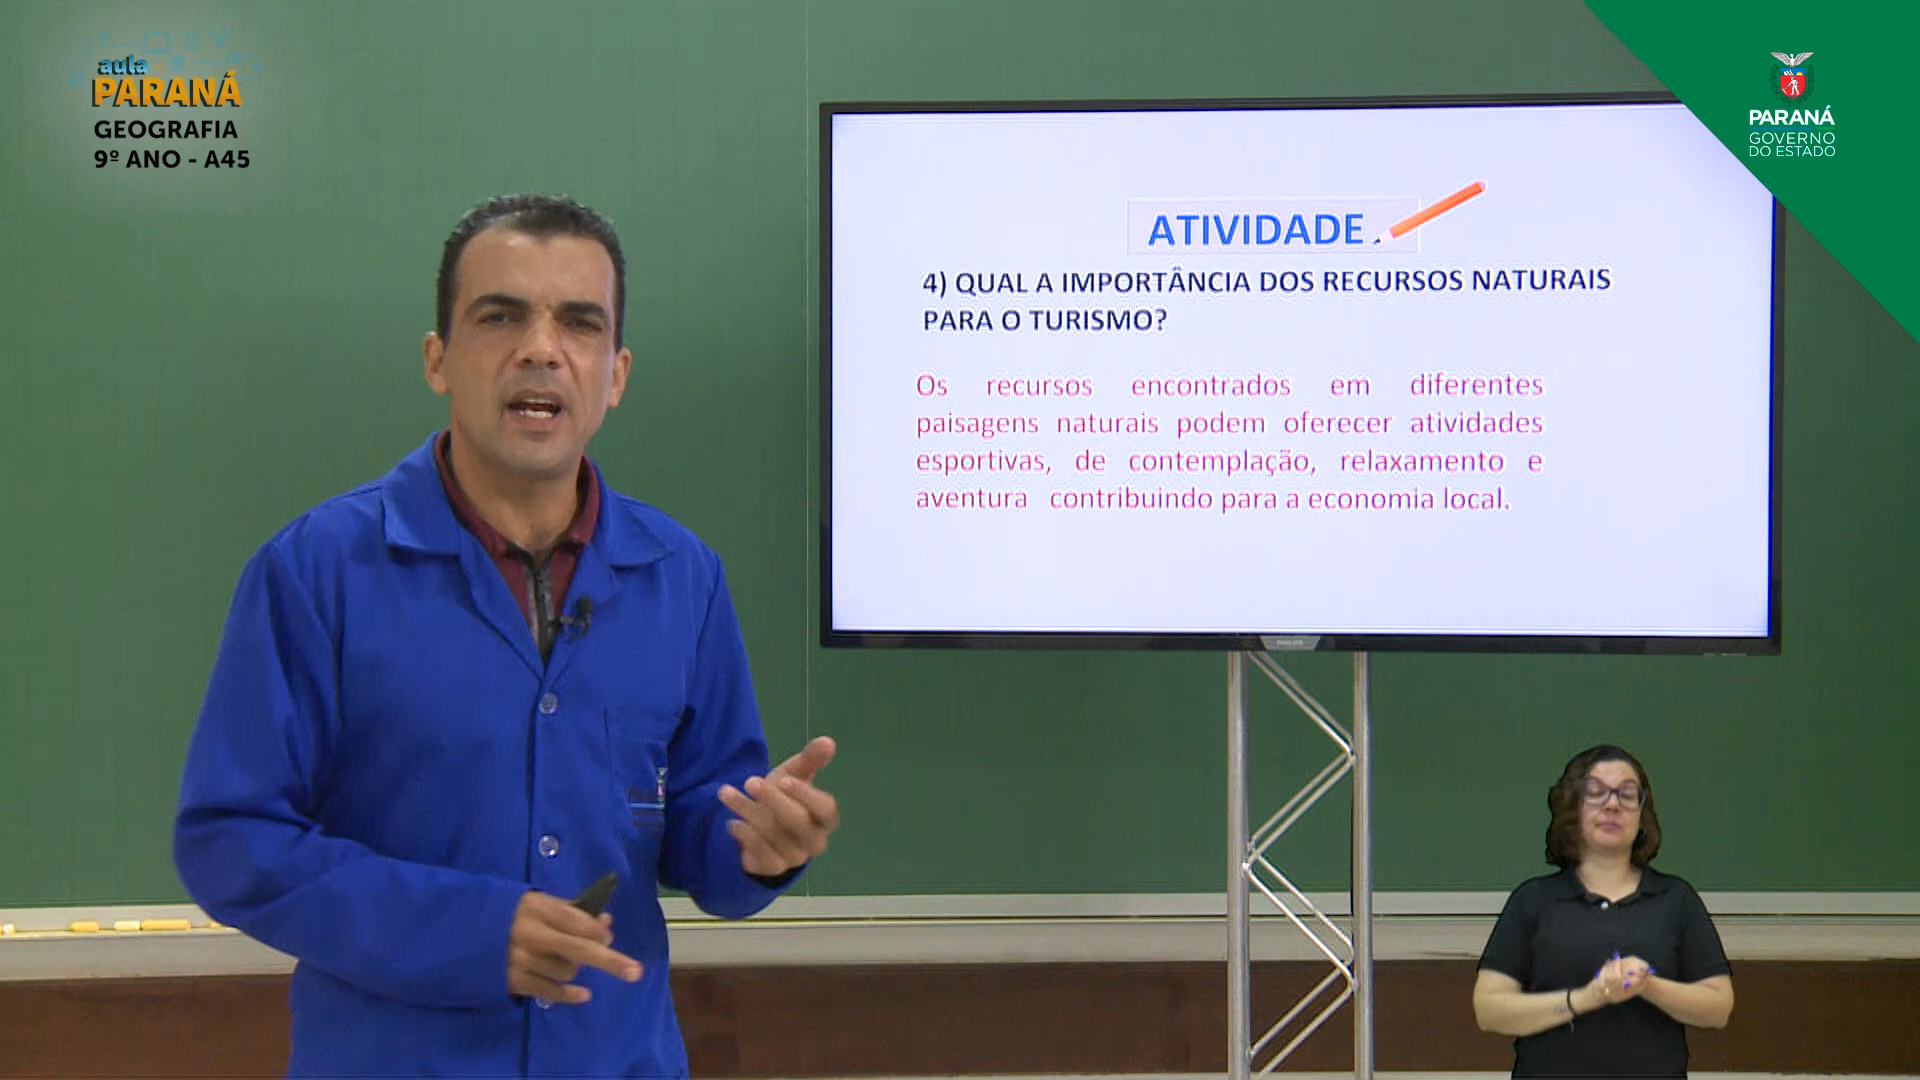 aula
PARANÁ
GEOGRAFIA
9º ANO - A45
PARANÁ
GOVERNO
DO ESTADO
ATIVIDADE
4) QUAL A IMPORTÂNCIA DOS RECURSOS NATURAIS
PARA O TURISMO?
Os recursos encontrados em diferentes
paisagens naturais podem oferecer atividades
esportivas, de contemplação, relaxamento e
aventura contribuindo para a economia local.
PHILIPS